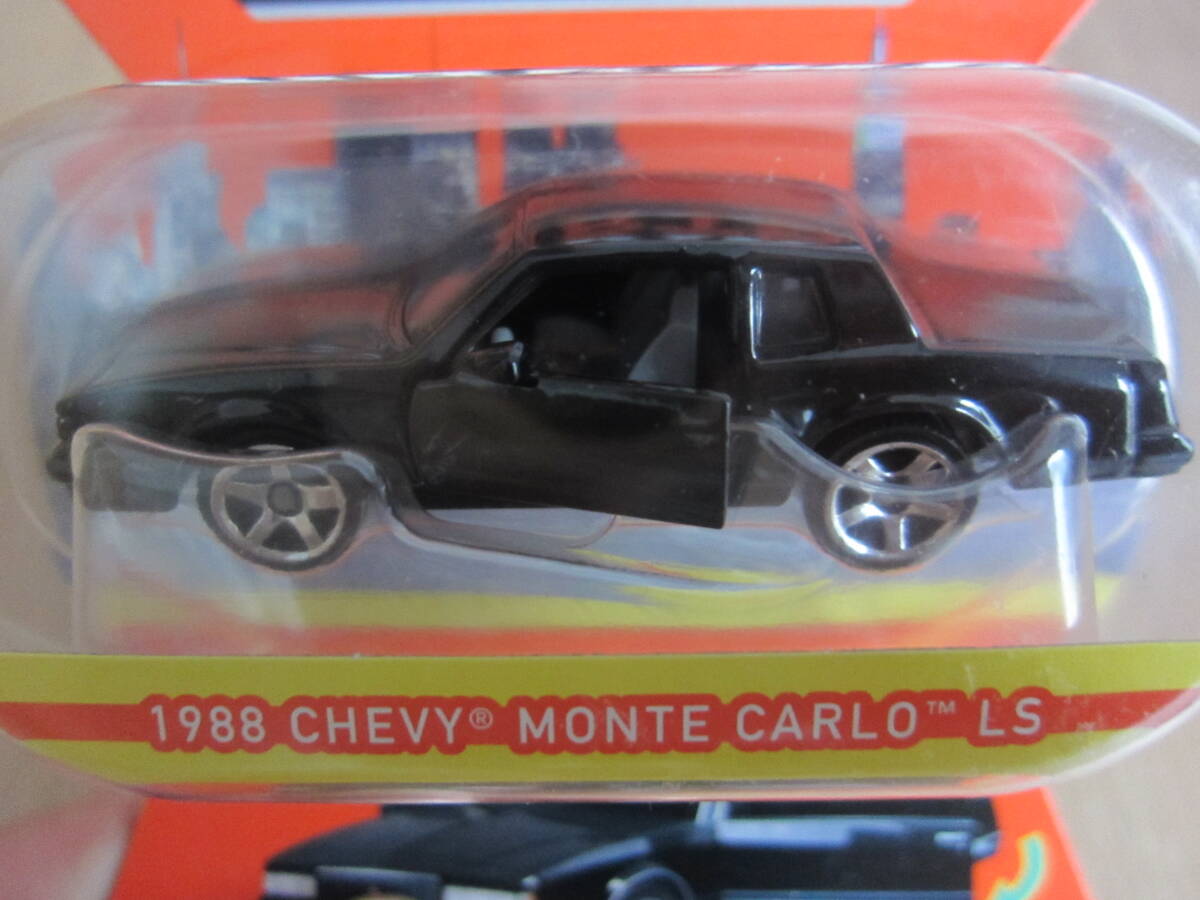 1988 CHEVY® MONTE CARLO™ LS